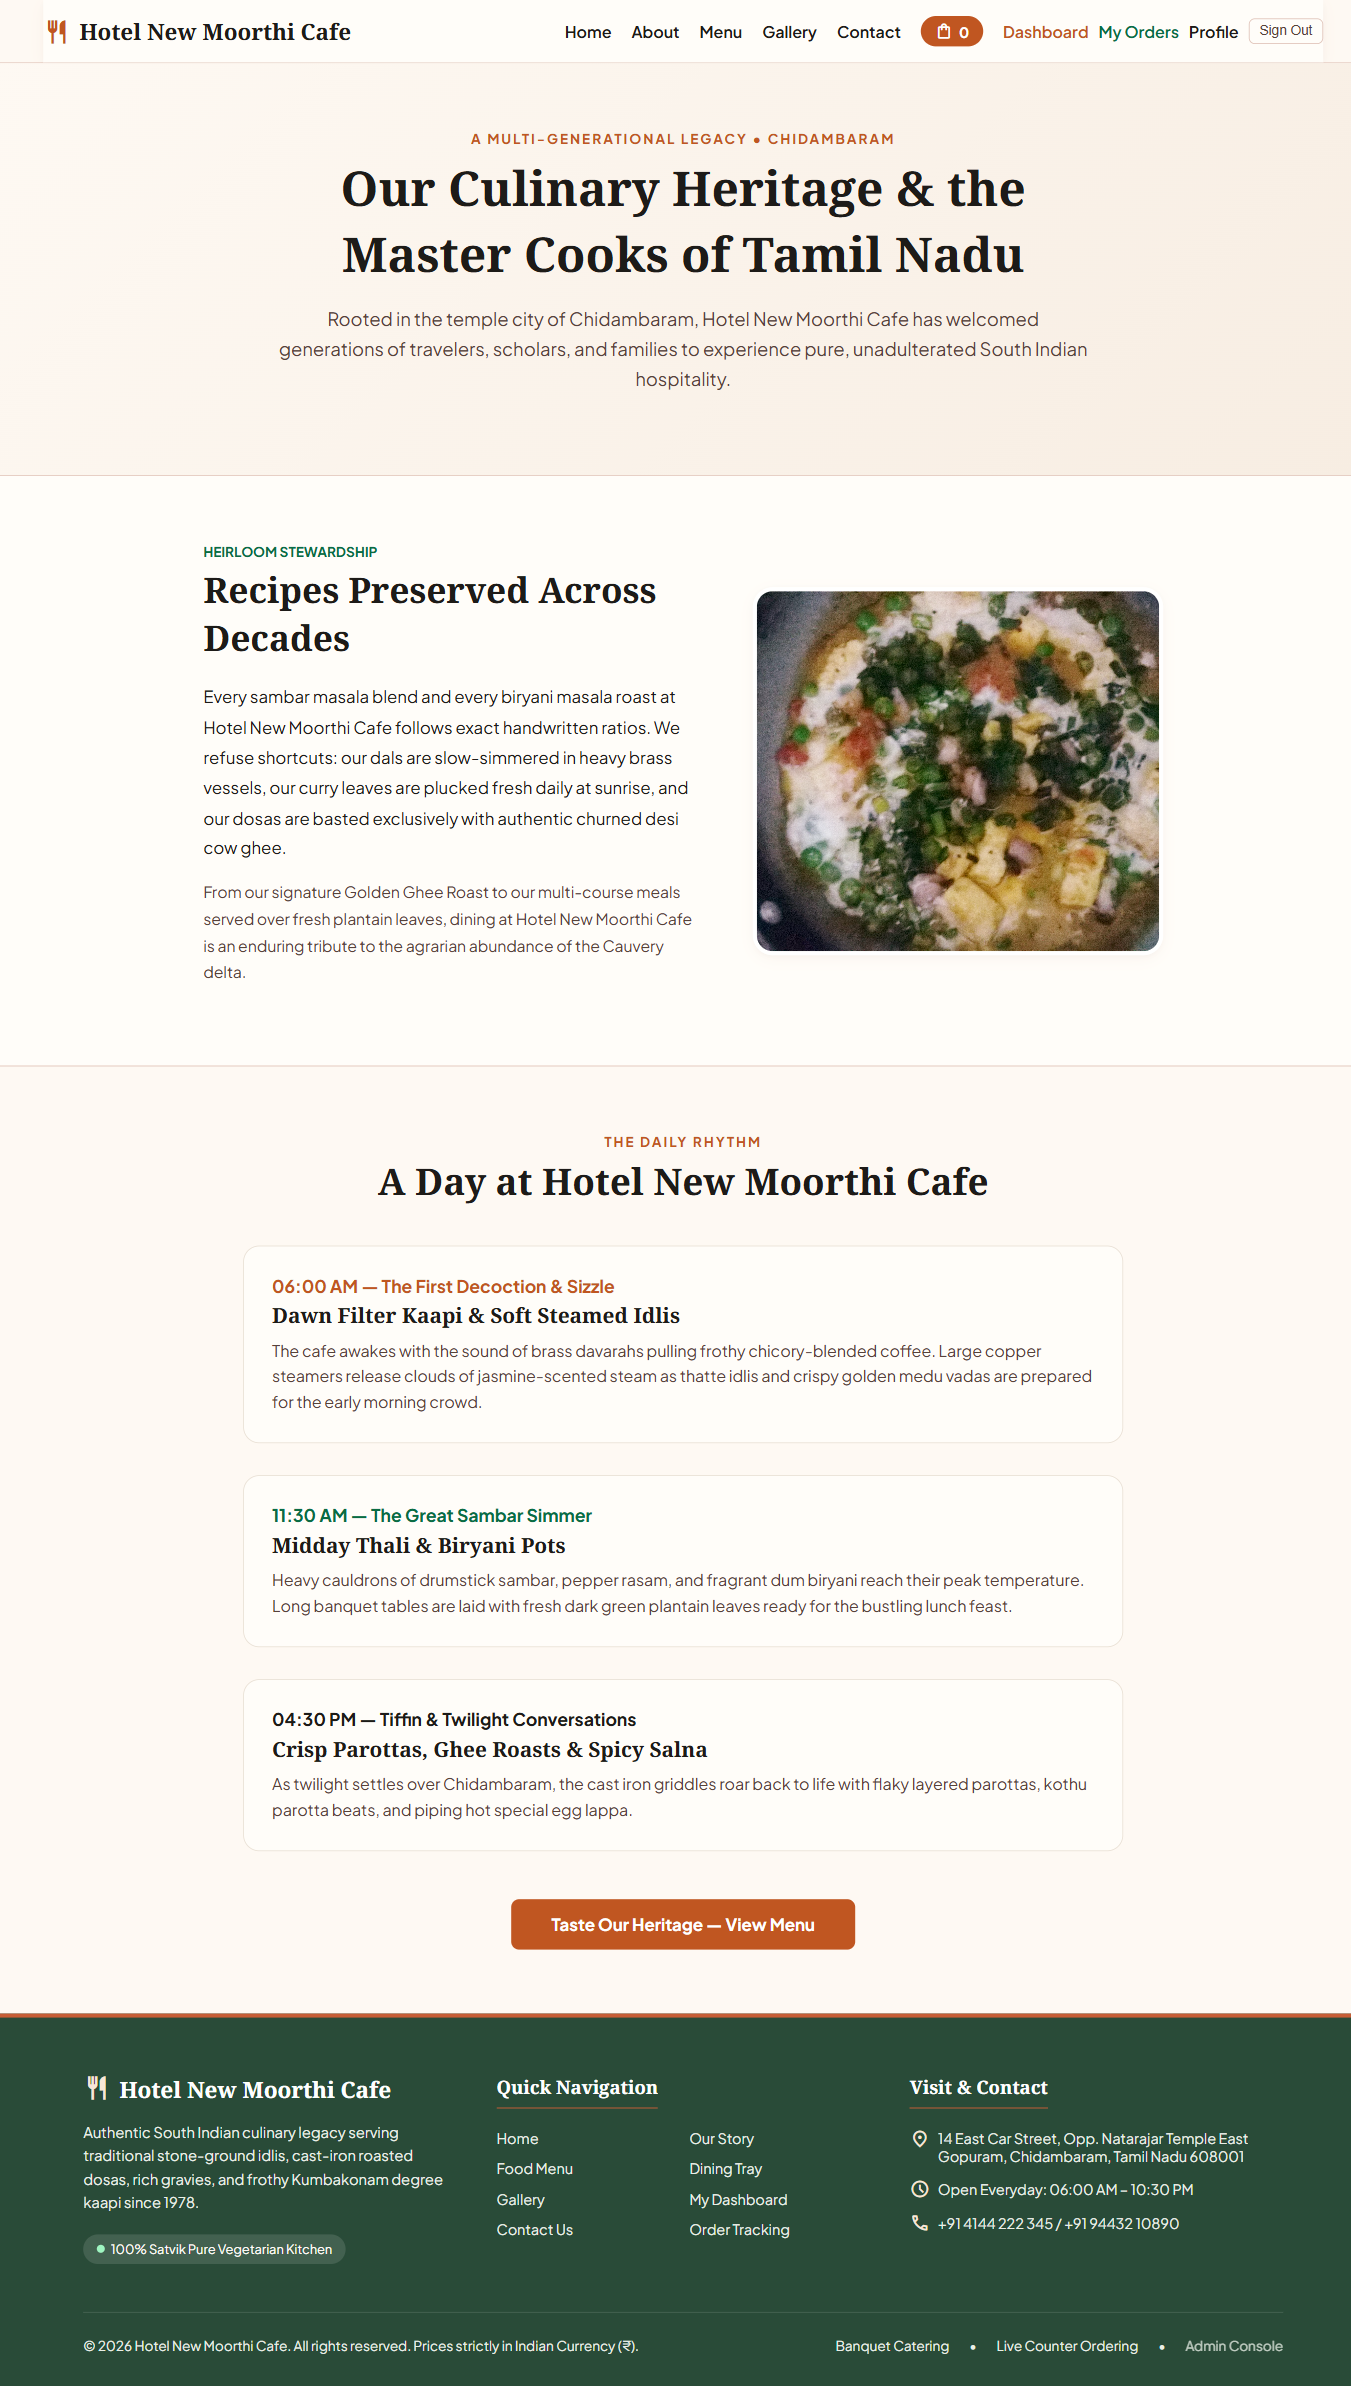 Hotel New Moorthi Cafe
Home About Menu Gallery Contact 0 Dashboard My Orders Profile Sign Out
A MULTI-GENERATIONAL LEGACY • CHIDAMBARAM
Our Culinary Heritage & the
Master Cooks of Tamil Nadu
Rooted in the temple city of Chidambaram, Hotel New Moorthi Cafe has welcomed
generations of travelers, scholars, and families to experience pure, unadulterated South Indian
hospitality.
HEIRLOOM STEWARDSHIP
Recipes Preserved Across
Decades
Every sambar masala blend and every biryani masala roast at
Hotel New Moorthi Cafe follows exact handwritten ratios. We
refuse shortcuts: our dals are slow-simmered in heavy brass
vessels, our curry leaves are plucked fresh daily at sunrise, and
our dosas are basted exclusively with authentic churned desi
cow ghee.
From our signature Golden Ghee Roast to our multi-course meals
served over fresh plantain leaves, dining at Hotel New Moorthi Cafe
is an enduring tribute to the agrarian abundance of the Cauvery
delta.
THE DAILY RHYTHM
A Day at Hotel New Moorthi Cafe
06:00 AM — The First Decoction & Sizzle
Dawn Filter Kaapi & Soft Steamed Idlis
The cafe awakes with the sound of brass davarahs pulling frothy chicory-blended coffee. Large copper
steamers release clouds of jasmine-scented steam as thatte idlis and crispy golden medu vadas are prepared
for the early morning crowd.
11:30 AM — The Great Sambar Simmer
Midday Thali & Biryani Pots
Heavy cauldrons of drumstick sambar, pepper rasam, and fragrant dum biryani reach their peak temperature.
Long banquet tables are laid with fresh dark green plantain leaves ready for the bustling lunch feast.
04:30 PM — Tiffin & Twilight Conversations
Crisp Parottas, Ghee Roasts & Spicy Salna
As twilight settles over Chidambaram, the cast iron griddles roar back to life with flaky layered parottas, kothu
parotta beats, and piping hot special egg lappa.
Taste Our Heritage — View Menu
Hotel New Moorthi Cafe
Authentic South Indian culinary legacy serving
traditional stone-ground idlis, cast-iron roasted
dosas, rich gravies, and frothy Kumbakonam degree
kaapi since 1978.
100% Satvik Pure Vegetarian Kitchen
Quick Navigation
Home Our Story
Food Menu Dining Tray
Gallery My Dashboard
Contact Us Order Tracking
Visit & Contact
14 East Car Street, Opp. Natarajar Temple East
Gopuram, Chidambaram, Tamil Nadu 608001
Open Everyday: 06:00 AM – 10:30 PM
+91 4144 222 345 / +91 94432 10890
© 2026 Hotel New Moorthi Cafe. All rights reserved. Prices strictly in Indian Currency (₹).
Banquet Catering • Live Counter Ordering • Admin Console